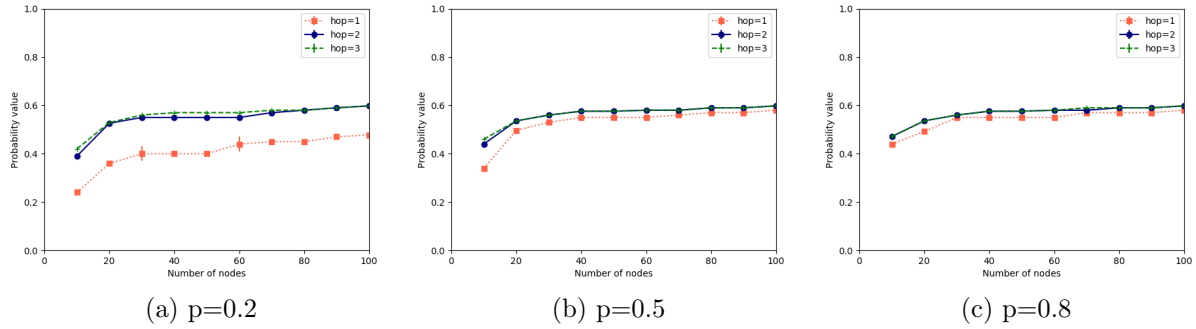 1.0
0.8
0.6
0.4
0.2
0.0
Probability value
0
20
40
60
80
100
Number of nodes
hop=1
hop=2
hop=3
(a) p=0.2
1.0
0.8
0.6
0.4
0.2
0.0
Probability value
0
20
40
60
80
100
Number of nodes
hop=1
hop=2
hop=3
(b) p=0.5
1.0
0.8
0.6
0.4
0.2
0.0
Probability value
0
20
40
60
80
100
Number of nodes
hop=1
hop=2
hop=3
(c) p=0.8